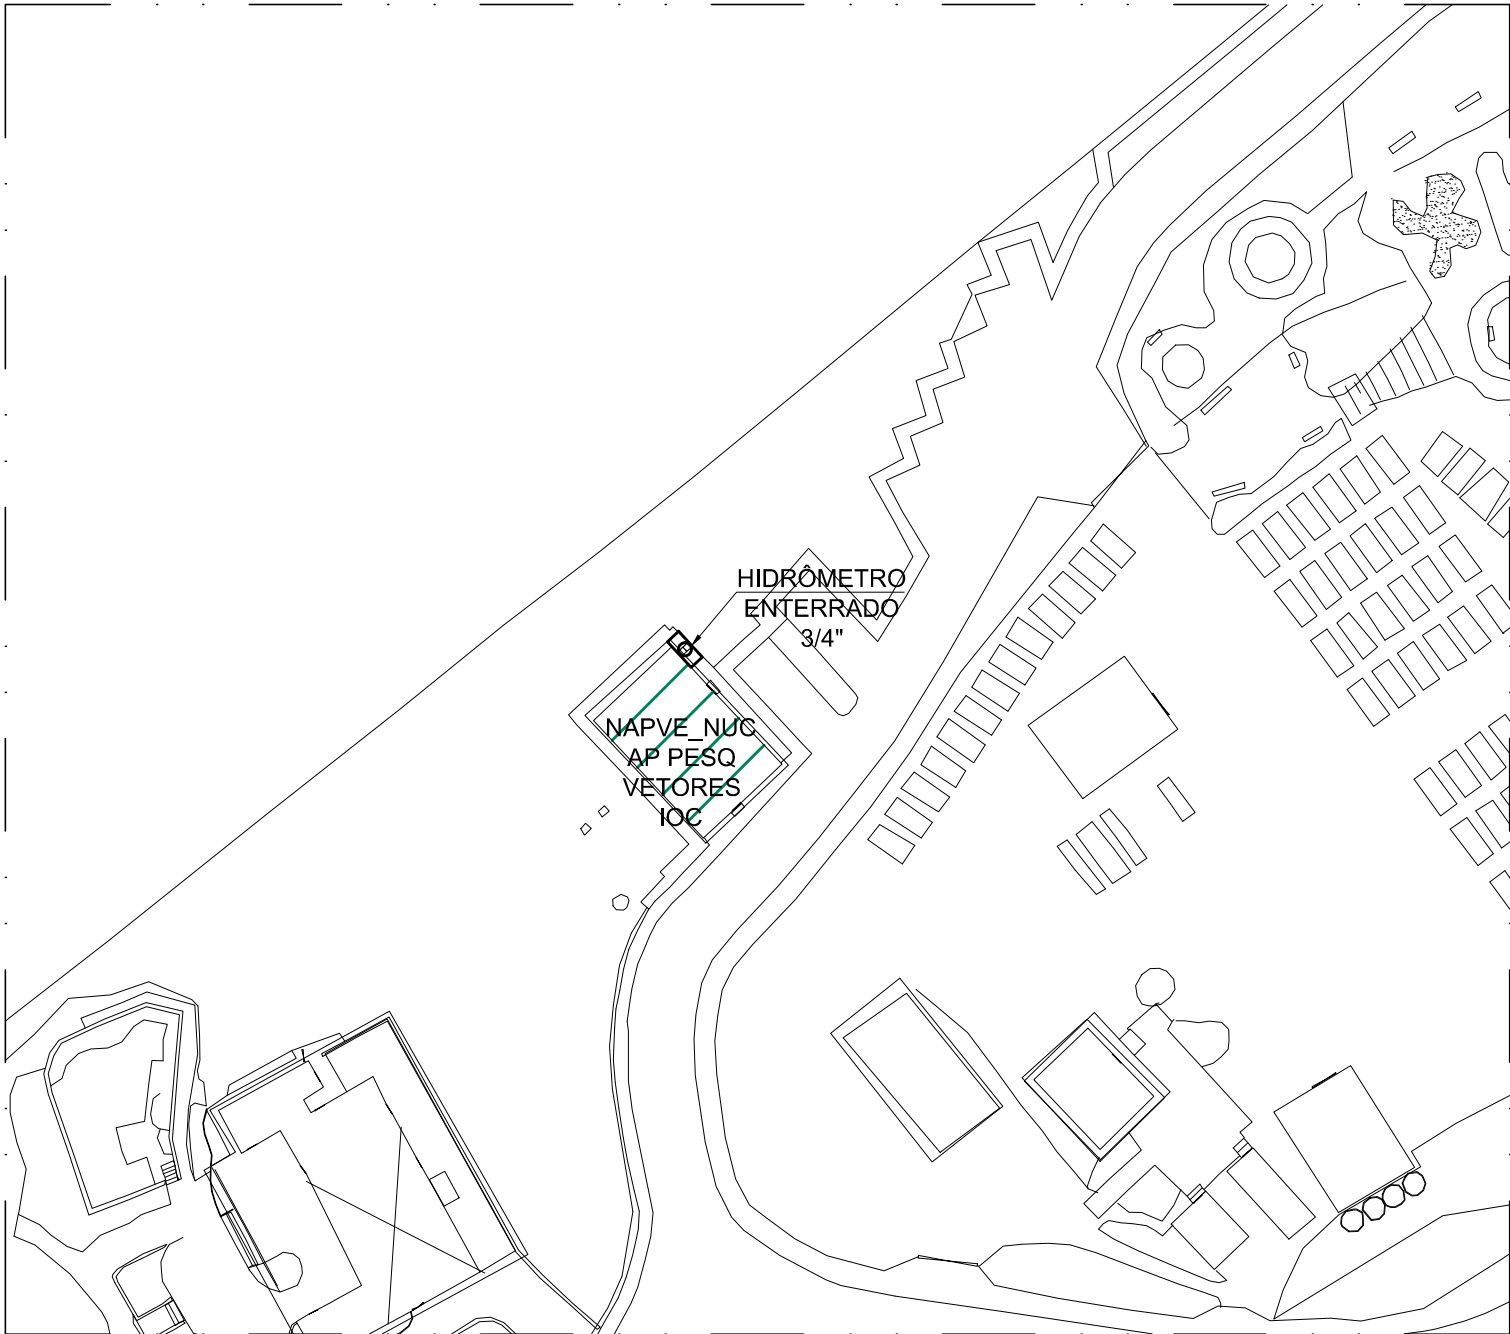 HIDRÔMETRO
ENTERRADO
3/4"
NAPVE_NUC
AP PESQ
VETORES
IOC